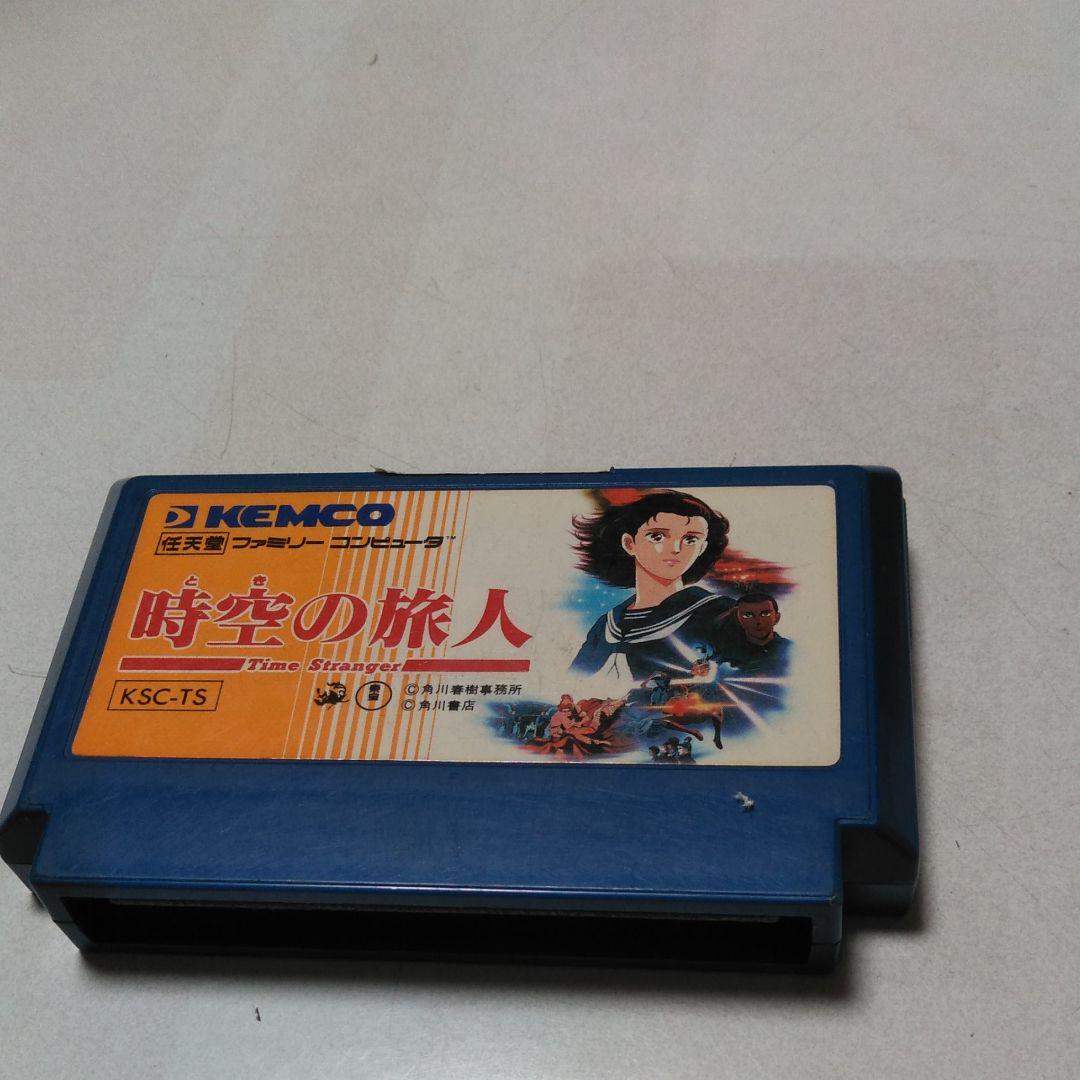 KEMCO
任天堂 ファミリー コンピュータ™
とき
時空の旅人
Time Stranger
KSC-TS
©角川春樹事務所
©角川書店